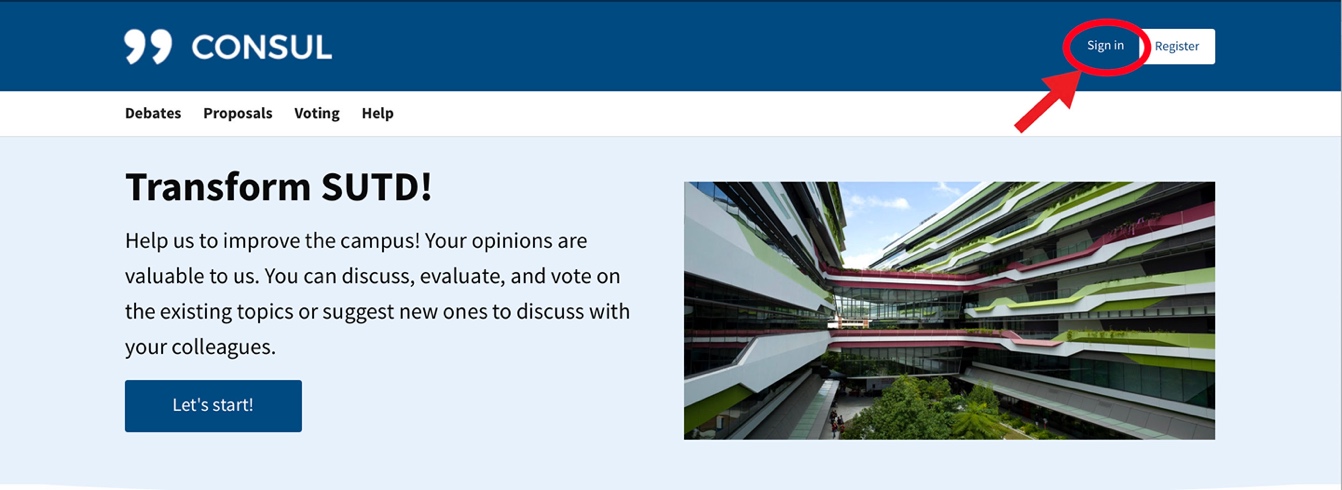 CONSUL
Sign in
Register
Debates Proposals Voting Help
Transform SUTD!
Help us to improve the campus! Your opinions are
valuable to us. You can discuss, evaluate, and vote on
the existing topics or suggest new ones to discuss with
your colleagues.
Let's start!